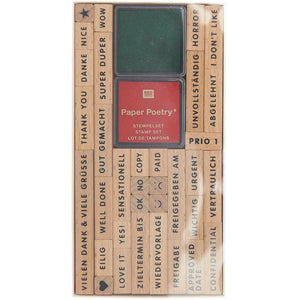 NICE
DANKE
THANK YOU
VIELEN DANK & VIELE GRÜSSE
WOW
SUPER DUPER
GUT GEMACHT
WELL DONE
EILIG
SENSATIONELL
YES!
LOVE IT
Paper Poetry
STEMPELSET
STAMP SET
LOT DE TAMPONS
COPY
NO
OK
ZIELTERMIN BIS
PAID
WIEDERVORLAGE
FREIGEGEBEN AM
FREIGABE
URGENT
WICHTIG
APPROVED
DATE
HORROR
UNVOLLSTÄNDIG
I DON'T LIKE
ABGELEHNT
PRIO 1
VERTRAULICH
CONFIDENTIAL